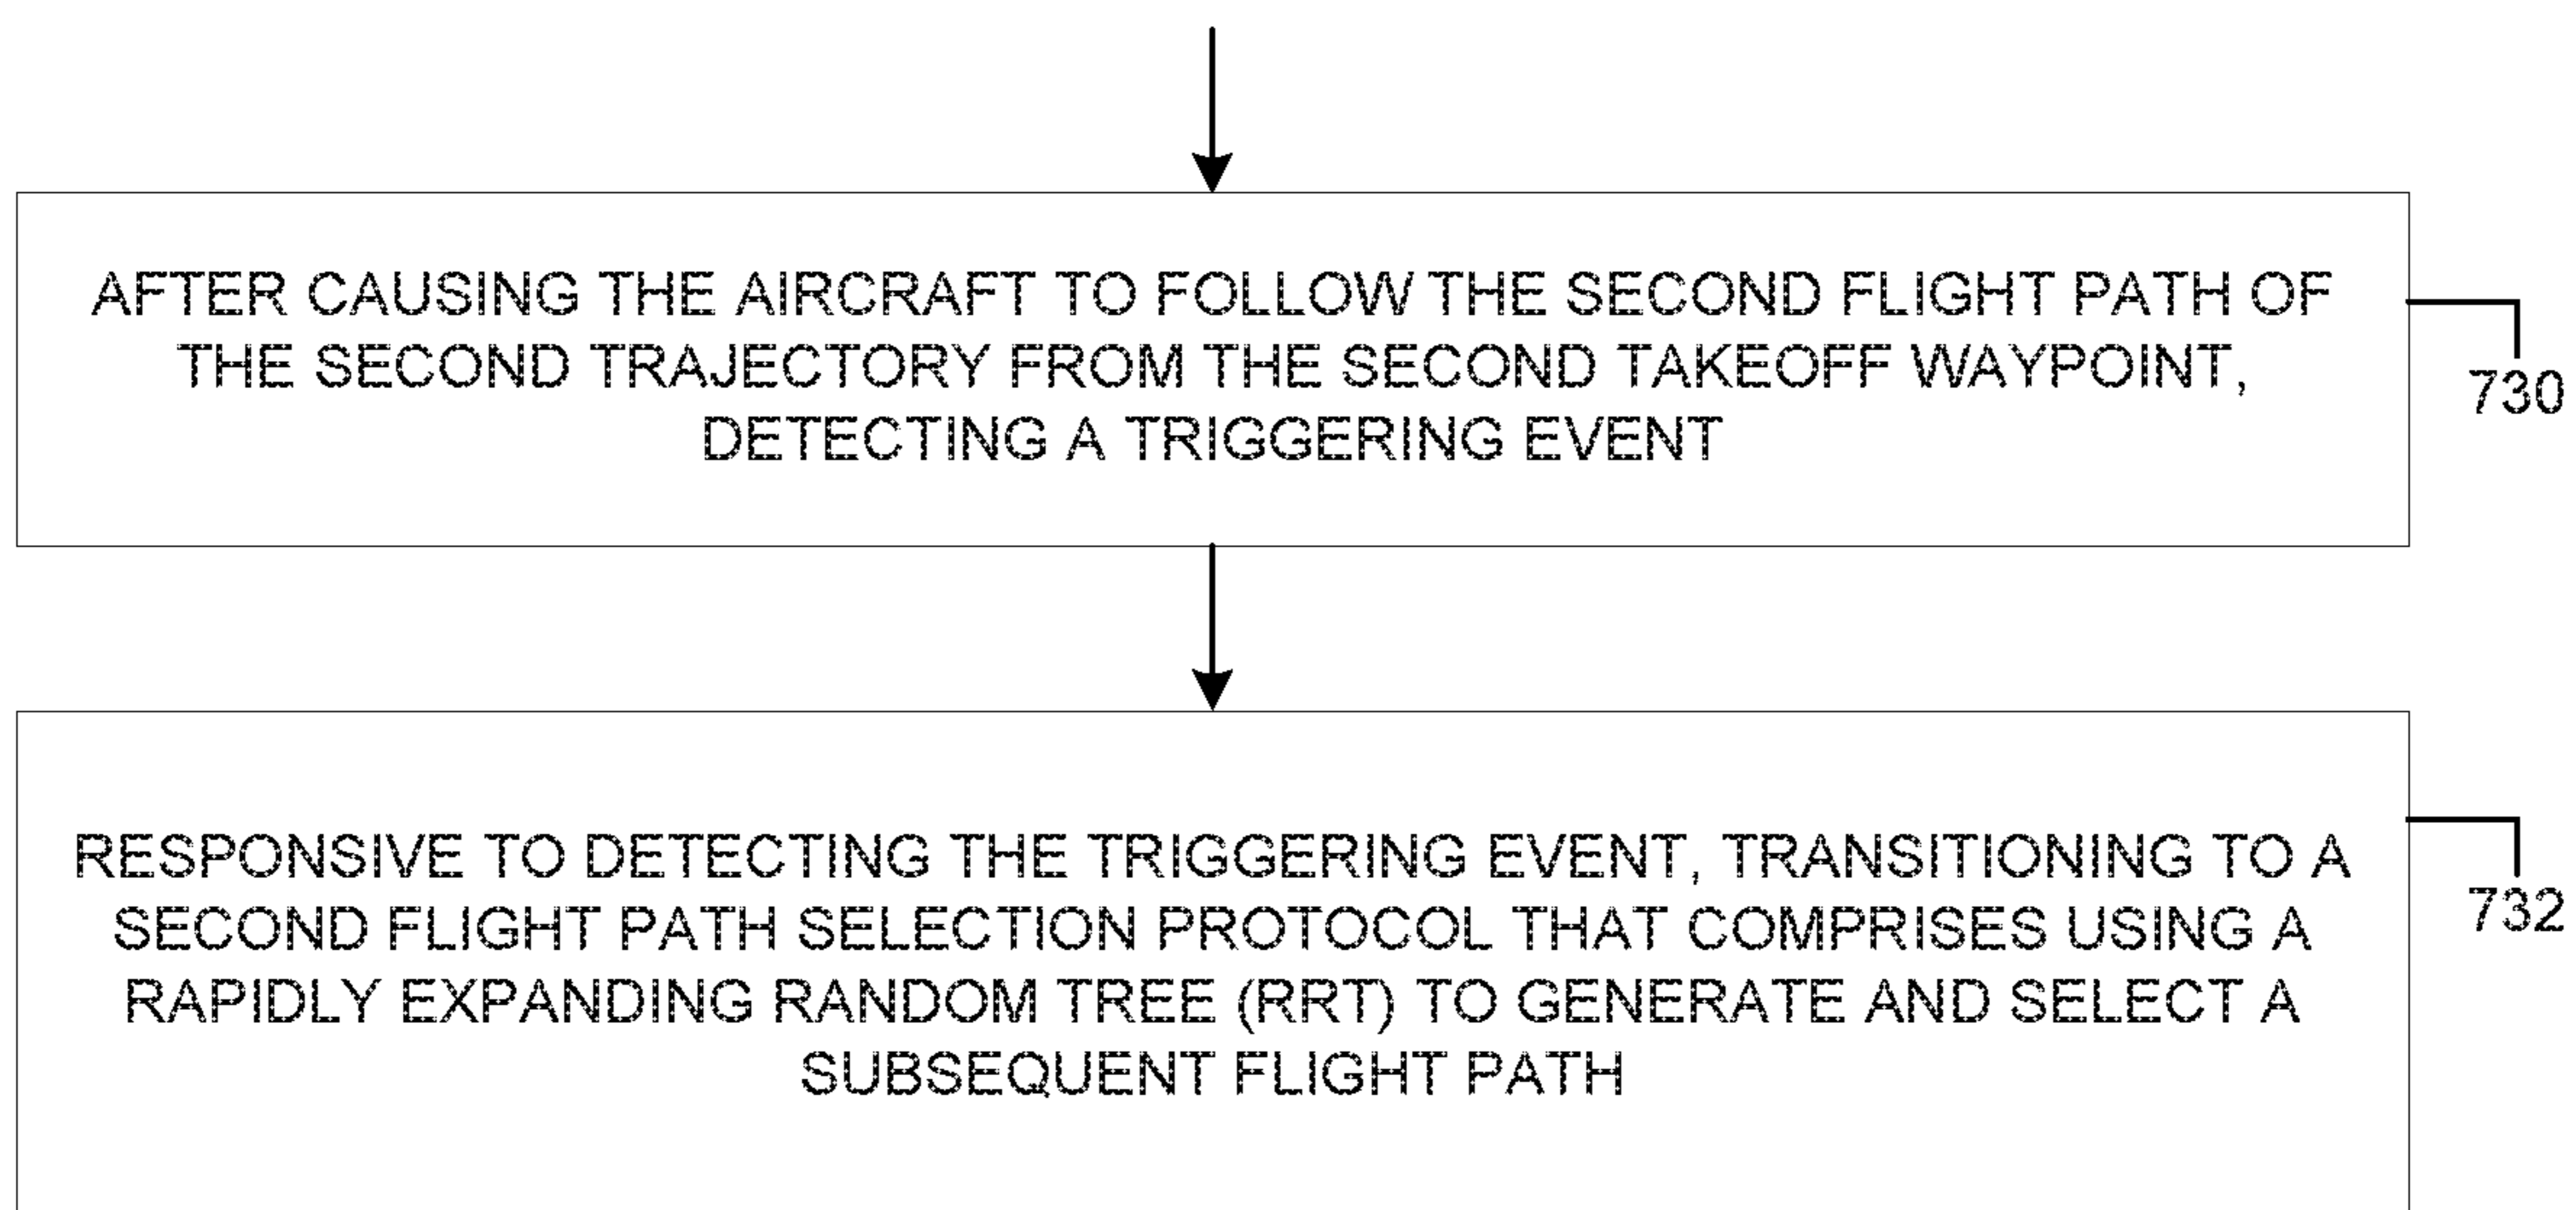 AFTER CAUSING THE AIRCRAFT TO FOLLOW THE SECOND FLIGHT PATH OF
THE SECOND TRAJECTORY FROM THE SECOND TAKEOFF WAYPOINT,
DETECTING A TRIGGERING EVENT
730
RESPONSIVE TO DETECTING THE TRIGGERING EVENT, TRANSITIONING TO A
SECOND FLIGHT PATH SELECTION PROTOCOL THAT COMPRISES USING A
RAPIDLY EXPANDING RANDOM TREE (RRT) TO GENERATE AND SELECT A
SUBSEQUENT FLIGHT PATH
732